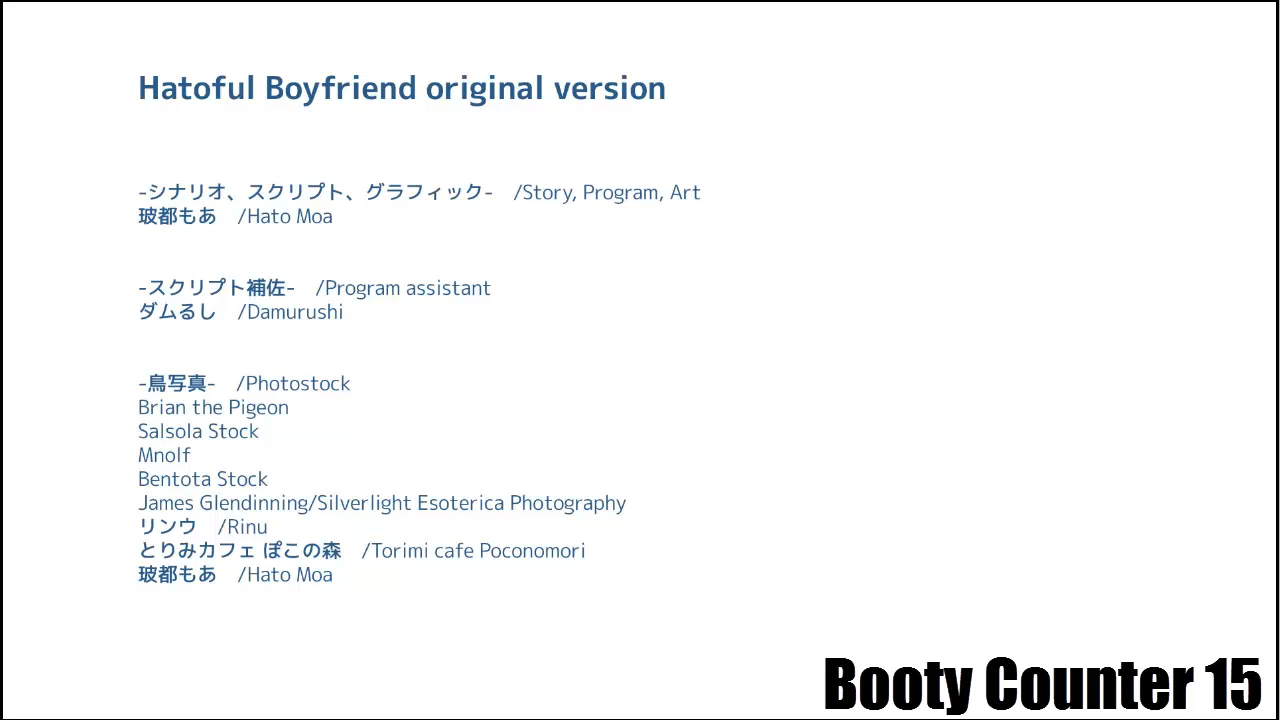 Hatoful Boyfriend original version
-シナリオ、スクリプト、グラフィック-　/Story, Program, Art
玻都もあ　/Hato Moa
-スクリプト補佐-　/Program assistant
ダムるし　/Damurushi
-鳥写真-　/Photostock
Brian the Pigeon
Salsola Stock
Mnolf
Bentota Stock
James Glendinning/Silverlight Esoterica Photography
リンウ　/Rinu
とりみカフェ ぽこの森　/Torimi cafe Poconomori
玻都もあ　/Hato Moa
Booty Counter 15